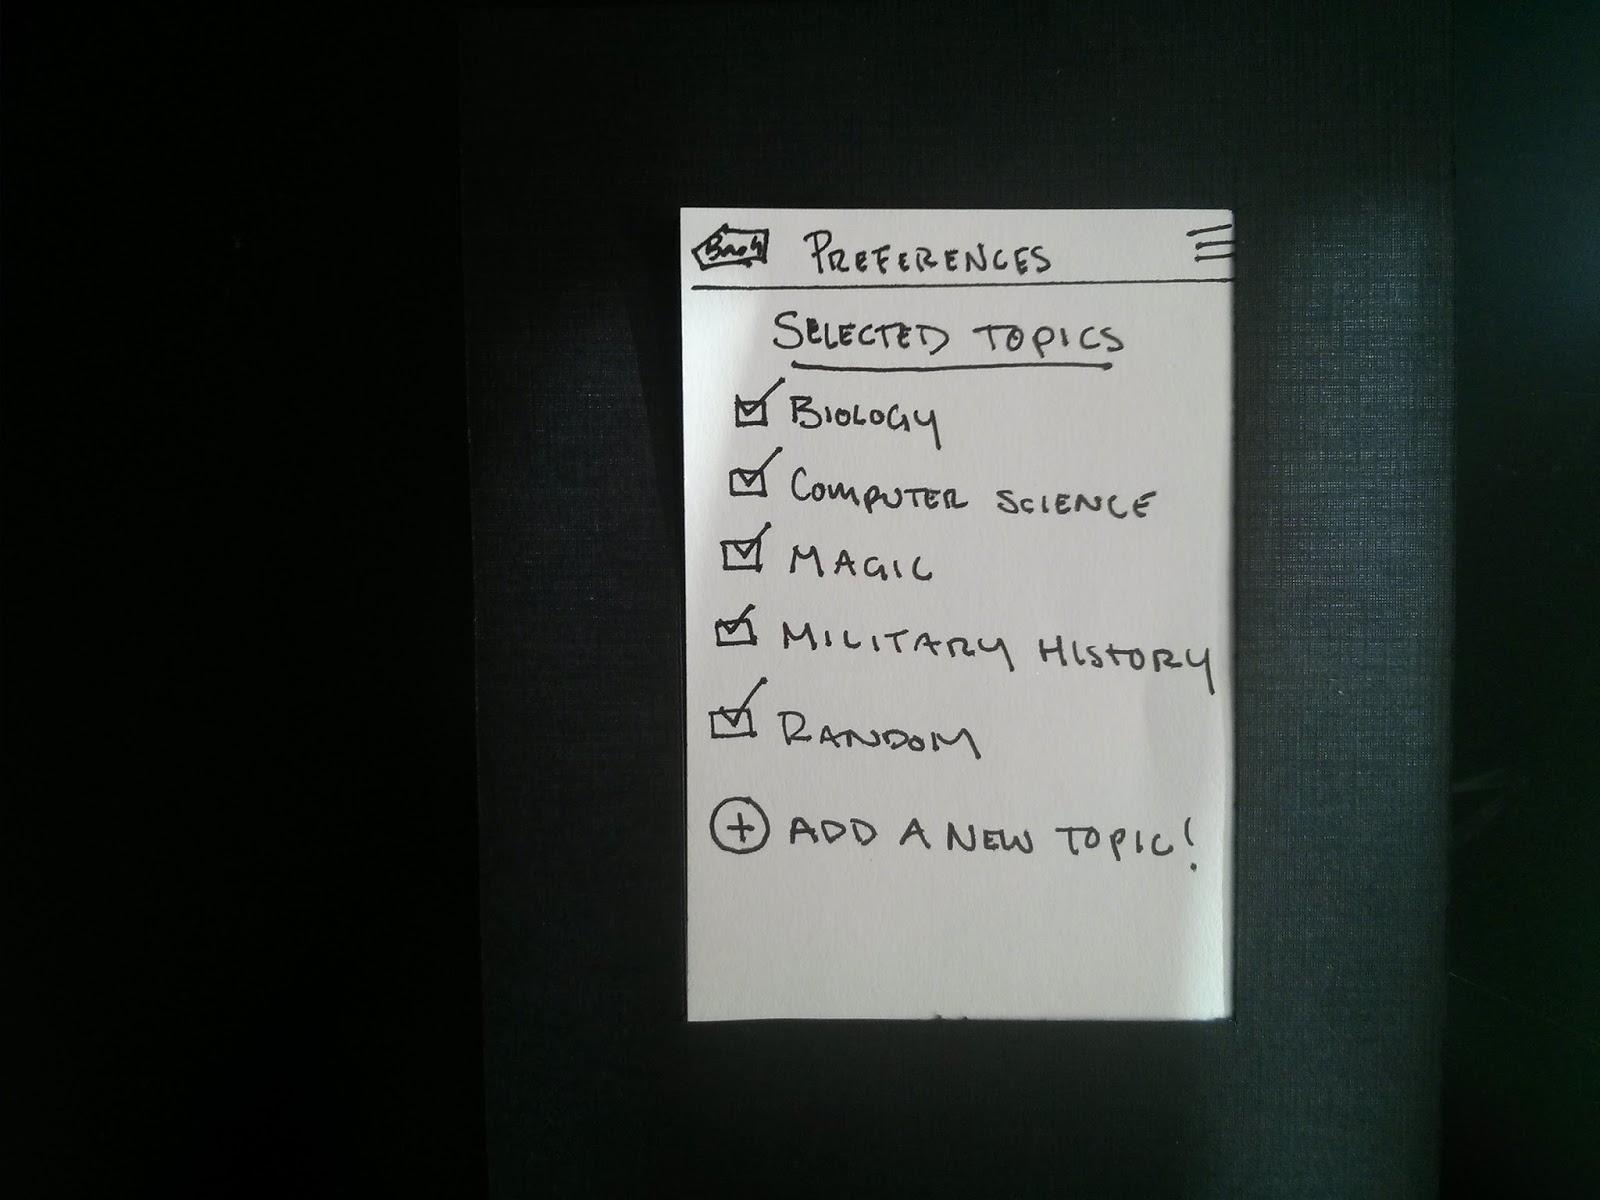 Back PREFERENCES
SELECTED TOPICS
BIOLOGY
COMPUTER SCIENCE
MAGIC
MILITARY HISTORY
RANDOM
+ ADD A NEW TOPIC!